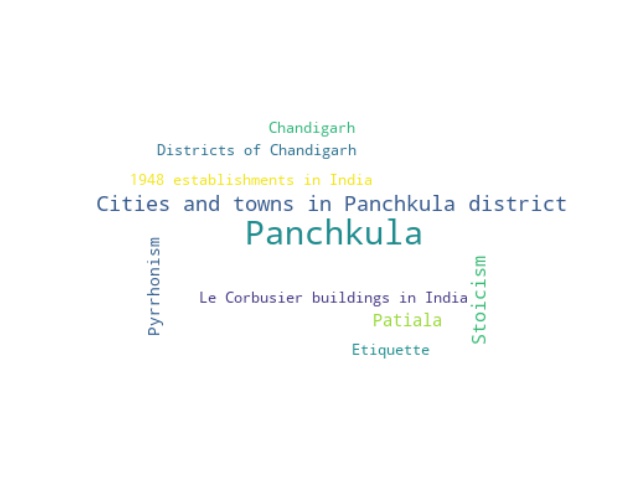 Chandigarh
Districts of Chandigarh
1948 establishments in India
Cities and towns in Panchkula district
Panchkula
Pyrrhonism
Stoicism
Le Corbusier buildings in India
Patiala
Etiquette